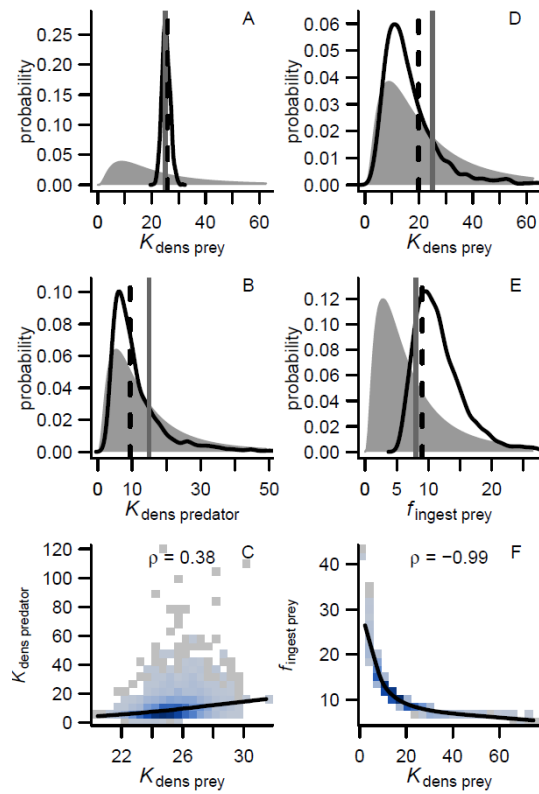 A
probability
0.00
0.05
0.10
0.15
0.20
0.25
0
20
40
60
K dens prey
D
probability
0.00
0.01
0.02
0.03
0.04
0.05
0.06
0
20
40
60
K dens prey
B
probability
0.00
0.02
0.04
0.06
0.08
0.10
0
10
30
50
K dens predator
E
probability
0.00
0.02
0.04
0.06
0.08
0.12
0
5
10
20
f ingest prey
C
ρ = 0.38
K dens predator
0
20
40
60
80
100
120
22
26
30
K dens prey
F
ρ = −0.99
f ingest prey
10
20
30
40
0
20
40
60
K dens prey